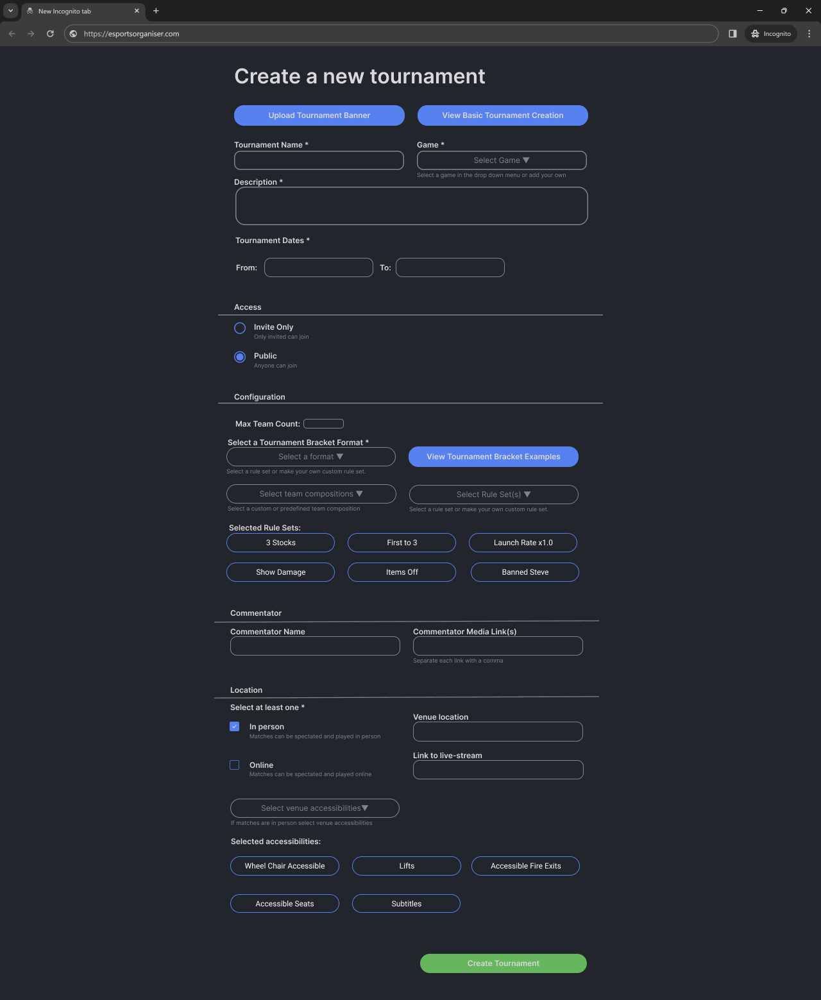 New Incognito tab
https://esportsorganiser.com
Incognito
Create a new tournament
Upload Tournament Banner
View Basic Tournament Creation
Tournament Name *
Game *
Select Game ▼
Select a game in the drop down menu or add your own
Description *
Tournament Dates *
From:
To:
Access
Invite Only
Only invited can join
Public
Anyone can join
Configuration
Max Team Count:
Select a Tournament Bracket Format *
Select a format ▼
View Tournament Bracket Examples
Select a rule set or make your own custom rule set.
Select team compositions ▼
Select Rule Set(s) ▼
Select a custom or predefined team composition
Select a rule set or make your own custom rule set.
Selected Rule Sets:
3 Stocks
First to 3
Launch Rate x1.0
Show Damage
Items Off
Banned Steve
Commentator
Commentator Name
Commentator Media Link(s)
Separate each link with a comma
Location
Select at least one *
Venue location
In person
Matches can be spectated and played in person
Link to live-stream
Online
Matches can be spectated and played online
Select venue accessibilities▼
If matches are in person select venue accessibilities
Selected accessibilities:
Wheel Chair Accessible
Lifts
Accessible Fire Exits
Accessible Seats
Subtitles
Create Tournament